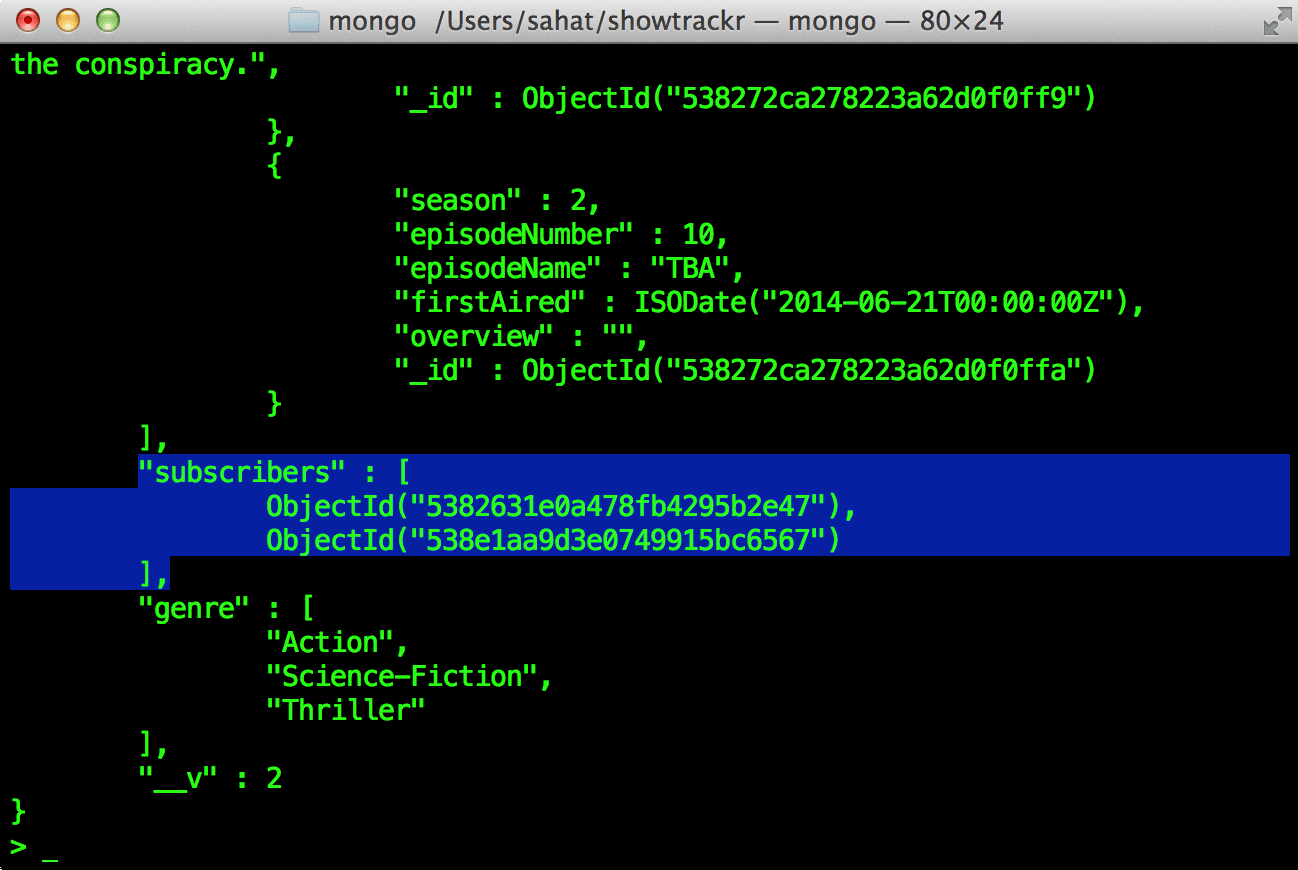 mongo /Users/sahat/showtrackr — mongo — 80×24
the conspiracy.",
"_id" : ObjectId("538272ca278223a62d0f0ff9")
},
{
"season" : 2,
"episodeNumber" : 10,
"episodeName" : "TBA",
"firstAired" : ISODate("2014-06-21T00:00:00Z"),
"overview" : "",
"_id" : ObjectId("538272ca278223a62d0f0ffa")
}
],
"subscribers" : [
ObjectId("5382631e0a478fb4295b2e47"),
ObjectId("538e1aa9d3e0749915bc6567")
],
"genre" : [
"Action",
"Science-Fiction",
"Thriller"
],
"__v" : 2
}
> _